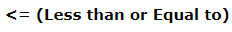 <= (Less than or Equal to)